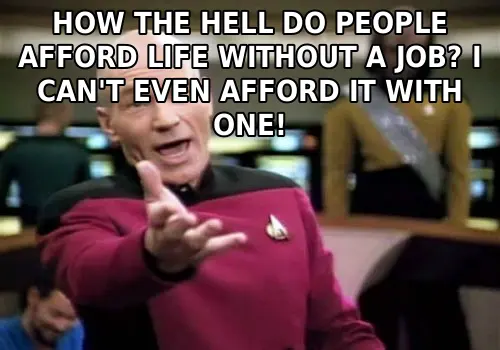 HOW THE HELL DO PEOPLE
AFFORD LIFE WITHOUT A JOB? I
CAN'T EVEN AFFORD IT WITH
ONE!